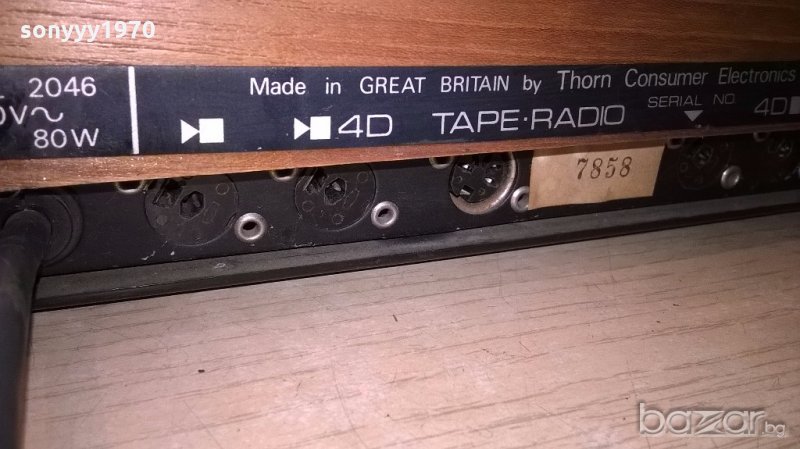 sonyyy1970
2046
Made in GREAT BRITAIN by Thorn Consumer Electronics
0V~
80W
4D TAPE·RADIO SERIAL NO. 4D
7858
bazar.bg